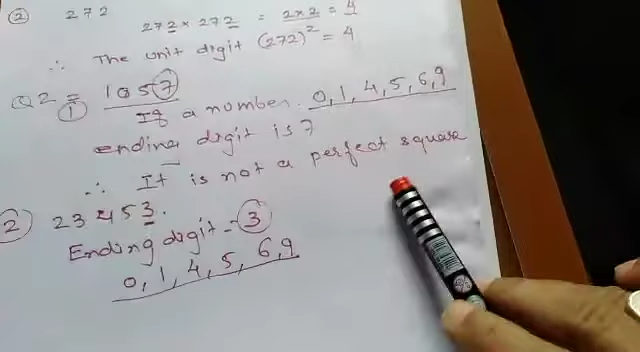 ② 272
272 × 272 = 2×2 = 4
∴ The unit digit (272)² = 4
Q2 = 1057
① If a number. 0, 1, 4, 5, 6, 9
ending digit is 7
∴ It is not a perfect square
② 23453.
Ending digit = 3
0, 1, 4, 5, 6, 9